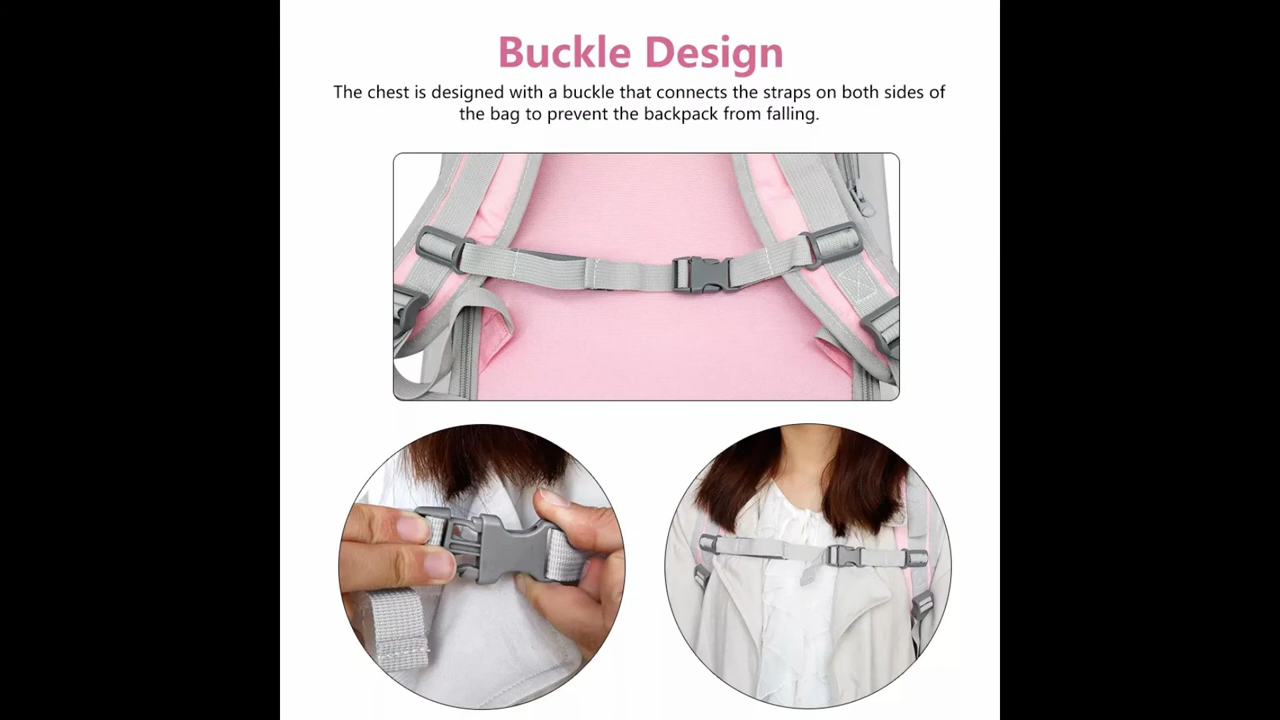 Buckle Design
The chest is designed with a buckle that connects the straps on both sides of
the bag to prevent the backpack from falling.